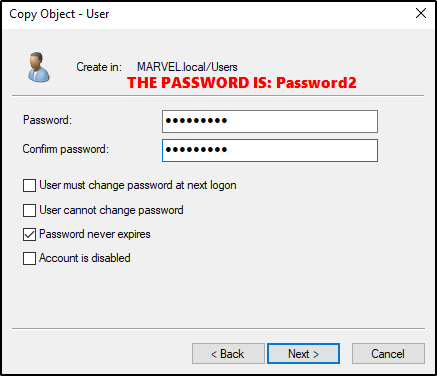 Copy Object - User
Create in: MARVEL.local/Users
THE PASSWORD IS: Password2
Password: ●●●●●●●●●
Confirm password: ●●●●●●●●●
User must change password at next logon
User cannot change password
Password never expires
Account is disabled
< Back Next > Cancel